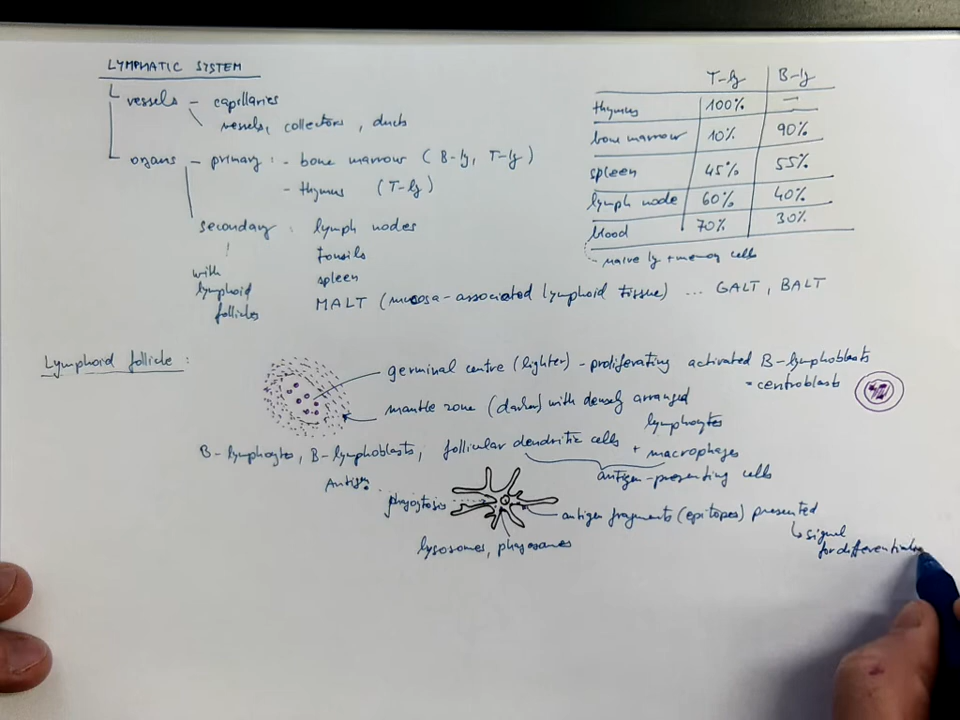 LYMPHATIC SYSTEM
vessels - capillaries
vessels, collectors, ducts
organs - primary : - bone marrow (B-ly, T-ly)
- thymus (T-ly)
secondary : lymph nodes
tonsils
spleen
MALT (mucosa-associated lymphoid tissue) ... GALT, BALT
with
lymphoid
follicles
T-ly B-ly
thymus 100% —
bone marrow 10% 90%
spleen 45% 55%
lymph node 60% 40%
blood 70% 30%
naive ly + memory cells
Lymphoid follicle :
germinal centre (lighter) - proliferating activated B-lymphoblasts
= centroblasts
mantle zone (darker) with densely arranged
lymphocytes
B-lymphocytes, B-lymphoblasts, follicular dendritic cells + macrophages
antigen-presenting cells
Antigen
phagocytosis
antigen fragments (epitopes) presented
lysosomes, phagosomes
signal
for differentiation